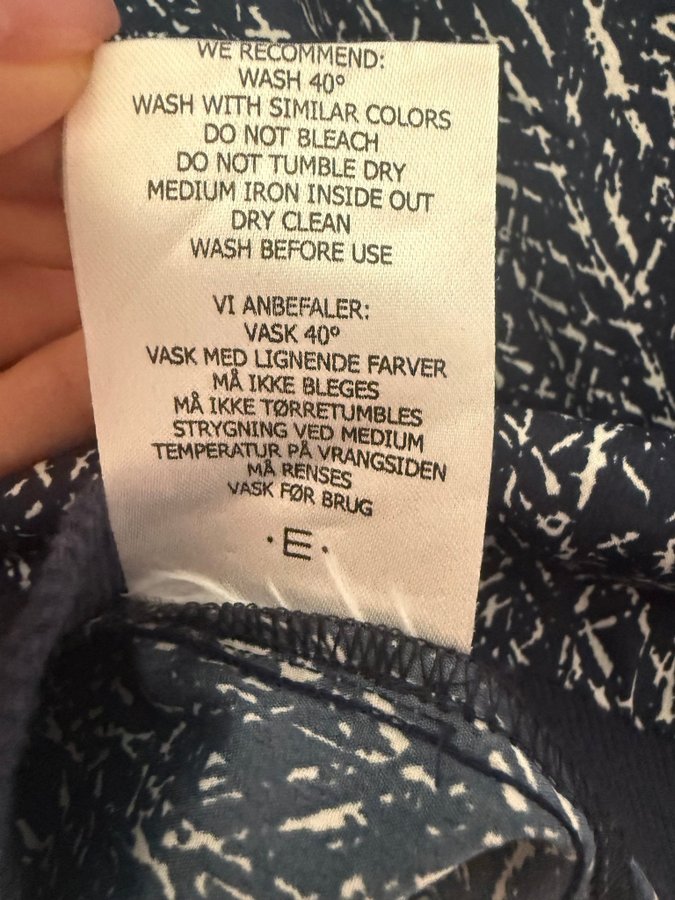 WE RECOMMEND:
WASH 40°
WASH WITH SIMILAR COLORS
DO NOT BLEACH
DO NOT TUMBLE DRY
MEDIUM IRON INSIDE OUT
DRY CLEAN
WASH BEFORE USE
VI ANBEFALER:
VASK 40°
VASK MED LIGNENDE FARVER
MÅ IKKE BLEGES
MÅ IKKE TØRRETUMBLES
STRYGNING VED MEDIUM
TEMPERATUR PÅ VRANGSIDEN
MÅ RENSES
VASK FØR BRUG
·E·